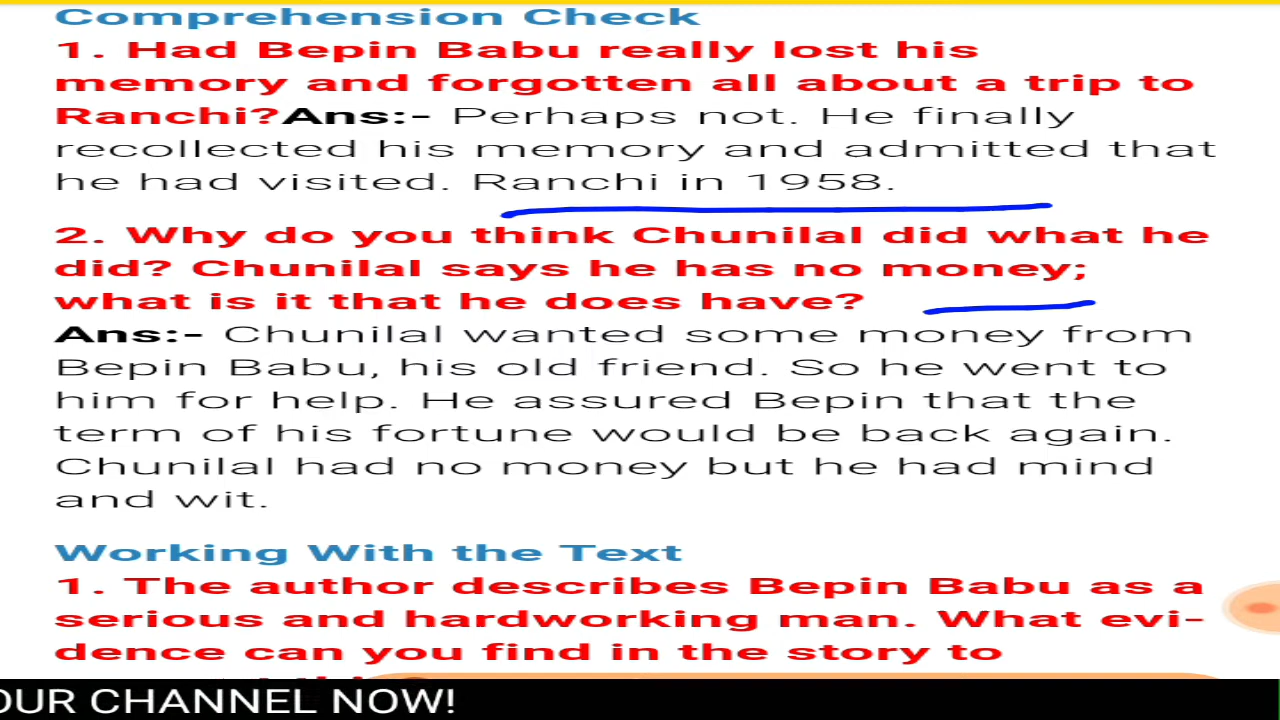 Comprehension Check
1. Had Bepin Babu really lost his
memory and forgotten all about a trip to
Ranchi?Ans:- Perhaps not. He finally
recollected his memory and admitted that
he had visited. Ranchi in 1958.
2. Why do you think Chunilal did what he
did? Chunilal says he has no money;
what is it that he does have?
Ans:- Chunilal wanted some money from
Bepin Babu, his old friend. So he went to
him for help. He assured Bepin that the
term of his fortune would be back again.
Chunilal had no money but he had mind
and wit.
Working With the Text
1. The author describes Bepin Babu as a
serious and hardworking man. What evi-
dence can you find in the story to
OUR CHANNEL NOW!